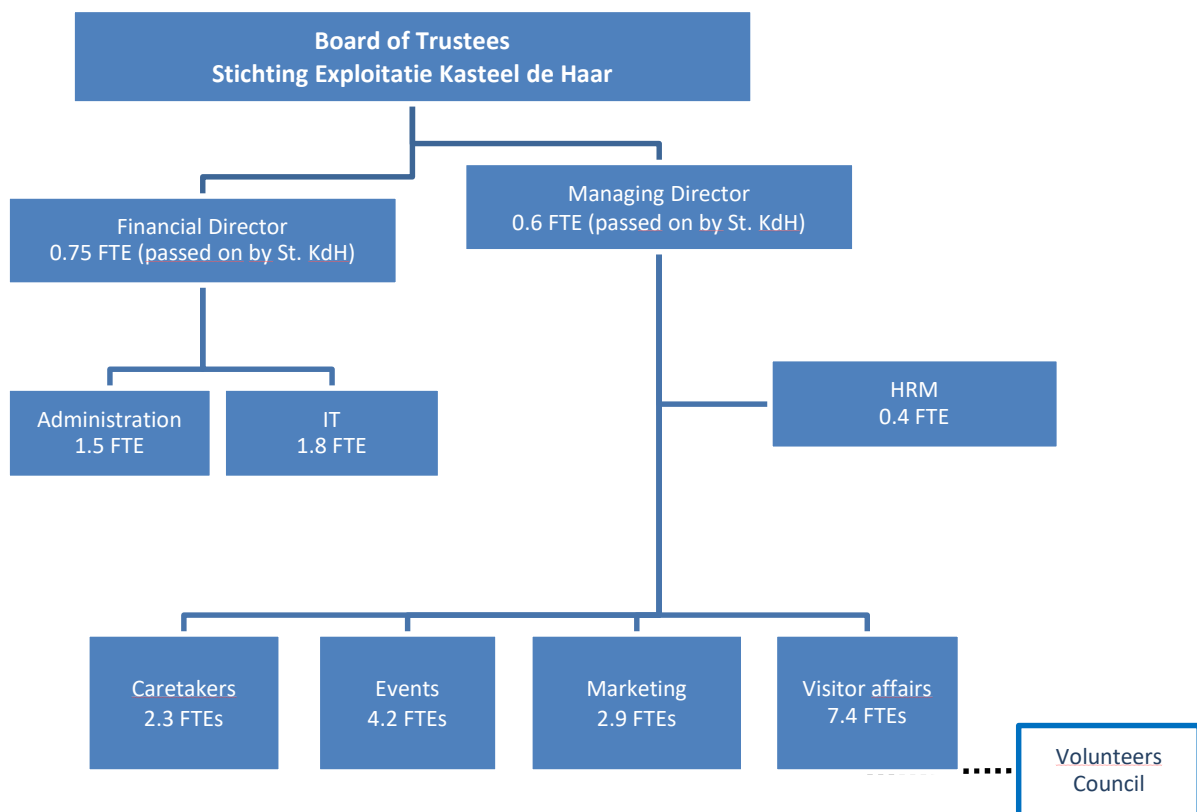 Board of Trustees
Stichting Exploitatie Kasteel de Haar
Managing Director
0.6 FTE (passed on by St. KdH)
Financial Director
0.75 FTE (passed on by St. KdH)
HRM
0.4 FTE
Administration
1.5 FTE
IT
1.8 FTE
Caretakers
2.3 FTEs
Events
4.2 FTEs
Marketing
2.9 FTEs
Visitor affairs
7.4 FTEs
Volunteers
Council